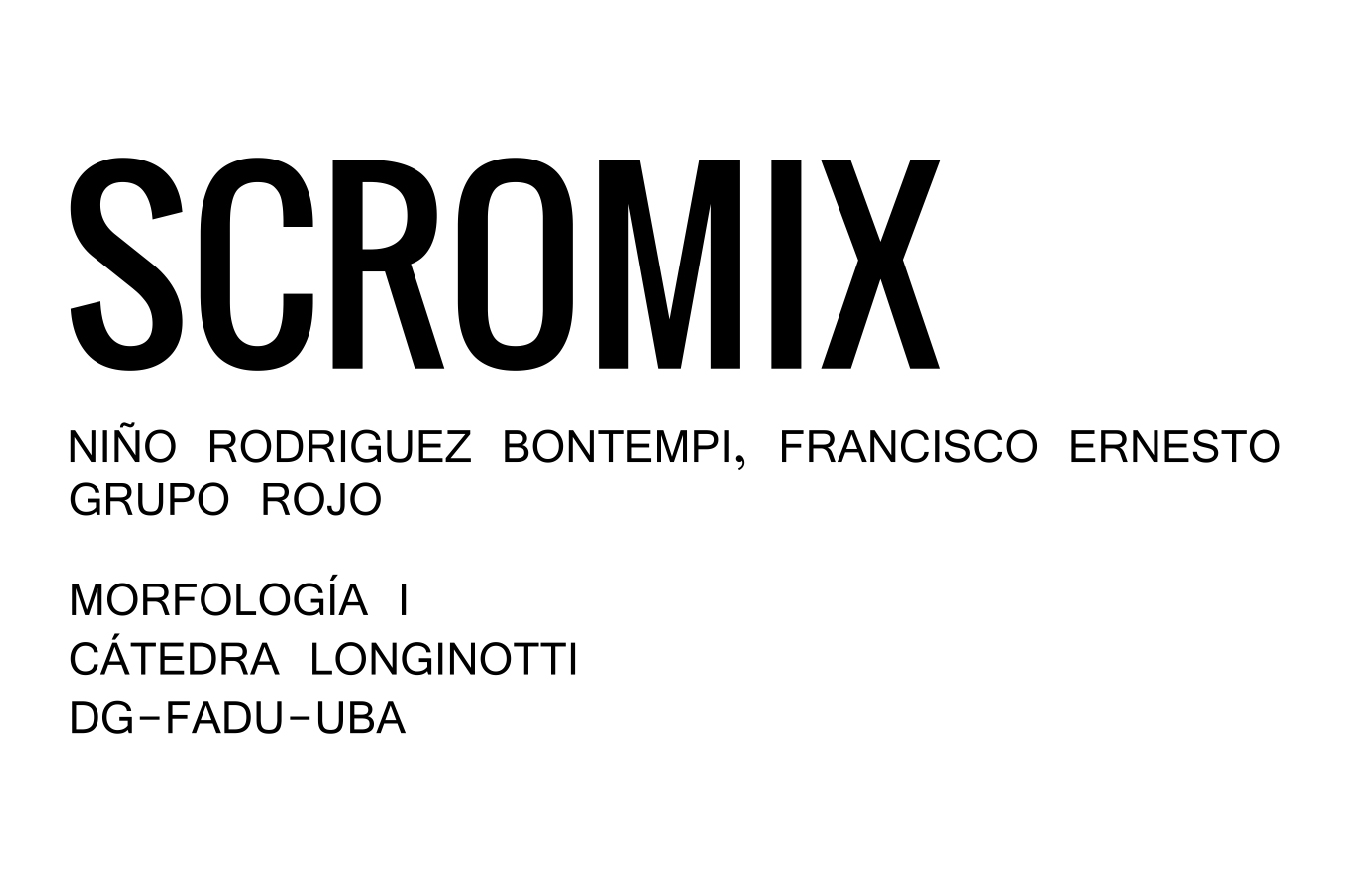 SCROMIX
NIÑO RODRIGUEZ BONTEMPI, FRANCISCO ERNESTO
GRUPO ROJO
MORFOLOGÍA I
CÁTEDRA LONGINOTTI
DG-FADU-UBA